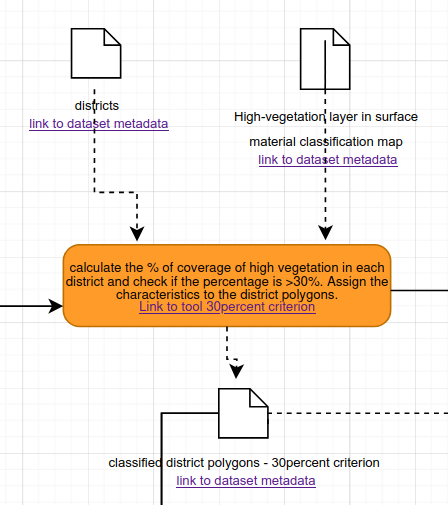 districts
link to dataset metadata
High-vegetation layer in surface
material classification map
link to dataset metadata
calculate the % of coverage of high vegetation in each
district and check if the percentage is >30%. Assign the
characteristics to the district polygons.
Link to tool 30percent criterion
classified district polygons - 30percent criterion
link to dataset metadata